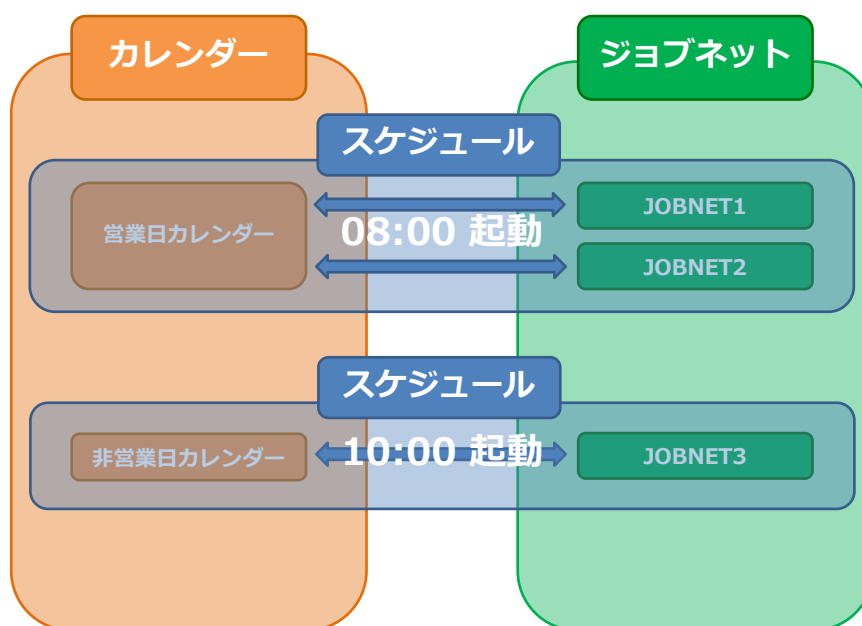 カレンダー
ジョブネット
スケジュール
営業日カレンダー
08:00 起動
JOBNET1
JOBNET2
スケジュール
非営業日カレンダー
10:00 起動
JOBNET3